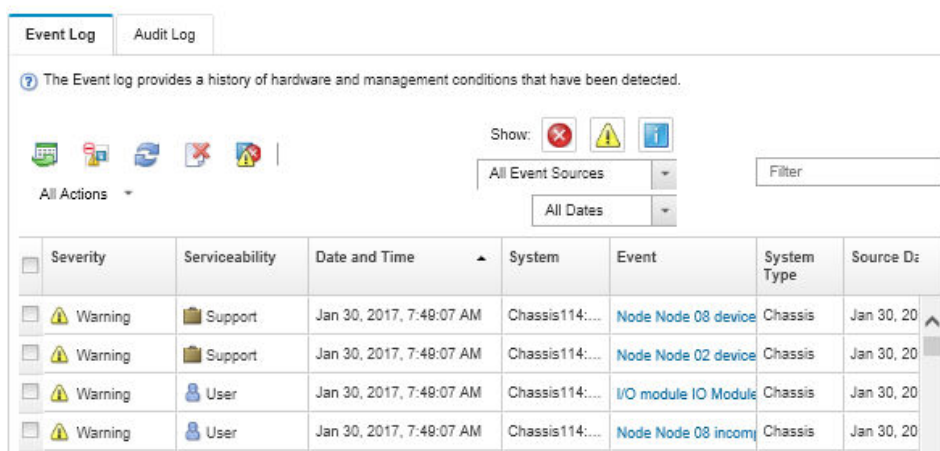 Event Log Audit Log
The Event log provides a history of hardware and management conditions that have been detected.
Show:
All Actions
All Event Sources
Filter
All Dates
Severity Serviceability Date and Time System Event System Type Source Da
Warning Support Jan 30, 2017, 7:49:07 AM Chassis114:... Node Node 08 device Chassis Jan 30, 20
Warning Support Jan 30, 2017, 7:49:07 AM Chassis114:... Node Node 02 device Chassis Jan 30, 20
Warning User Jan 30, 2017, 7:49:07 AM Chassis114:... I/O module IO Module Chassis Jan 30, 20
Warning User Jan 30, 2017, 7:49:07 AM Chassis114:... Node Node 08 incom Chassis Jan 30, 20